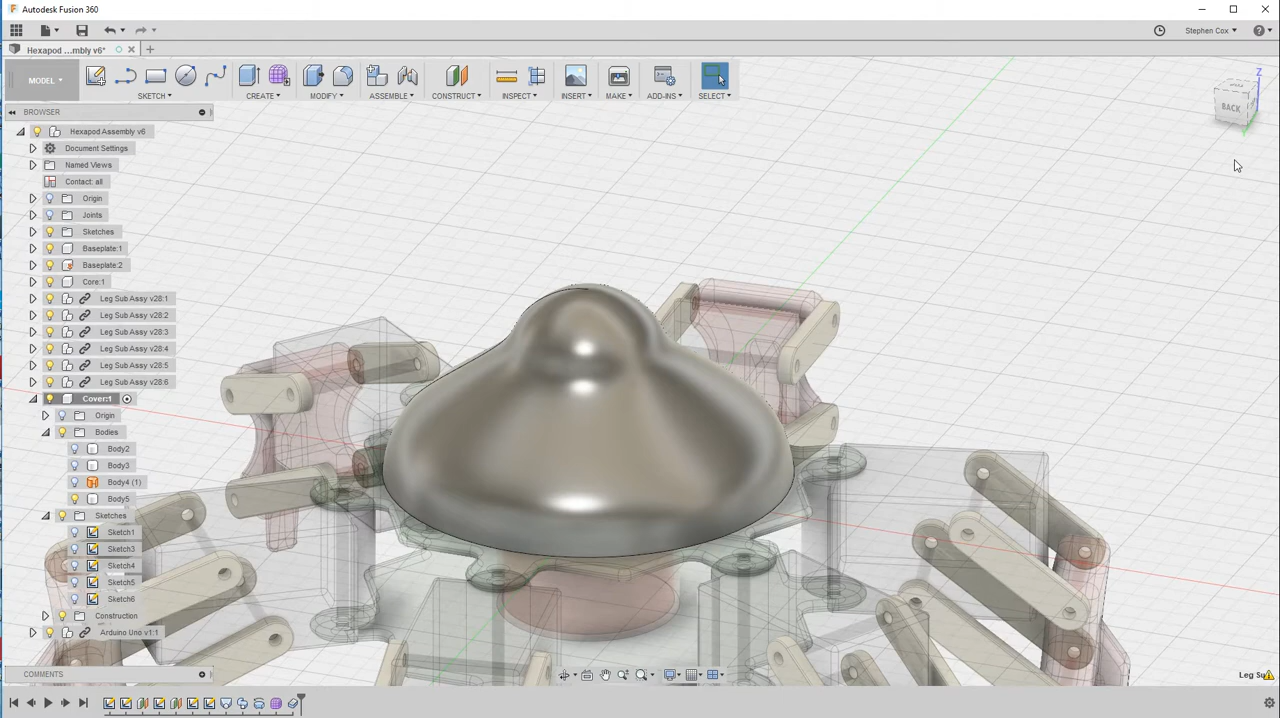 Autodesk Fusion 360
Stephen Cox
Hexapod ...mbly v6*
MODEL
SKETCH
CREATE
MODIFY
ASSEMBLE
CONSTRUCT
INSPECT
INSERT
MAKE
ADD-INS
SELECT
Z
BACK
BROWSER
Hexapod Assembly v6
Document Settings
Named Views
Contact: all
Origin
Joints
Sketches
Baseplate:1
Baseplate:2
Core:1
Leg Sub Assy v28:1
Leg Sub Assy v28:2
Leg Sub Assy v28:3
Leg Sub Assy v28:4
Leg Sub Assy v28:5
Leg Sub Assy v28:6
Cover:1
Origin
Bodies
Body2
Body3
Body4 (1)
Body5
Sketches
Sketch1
Sketch3
Sketch4
Sketch5
Sketch6
Construction
Arduino Uno v1:1
COMMENTS